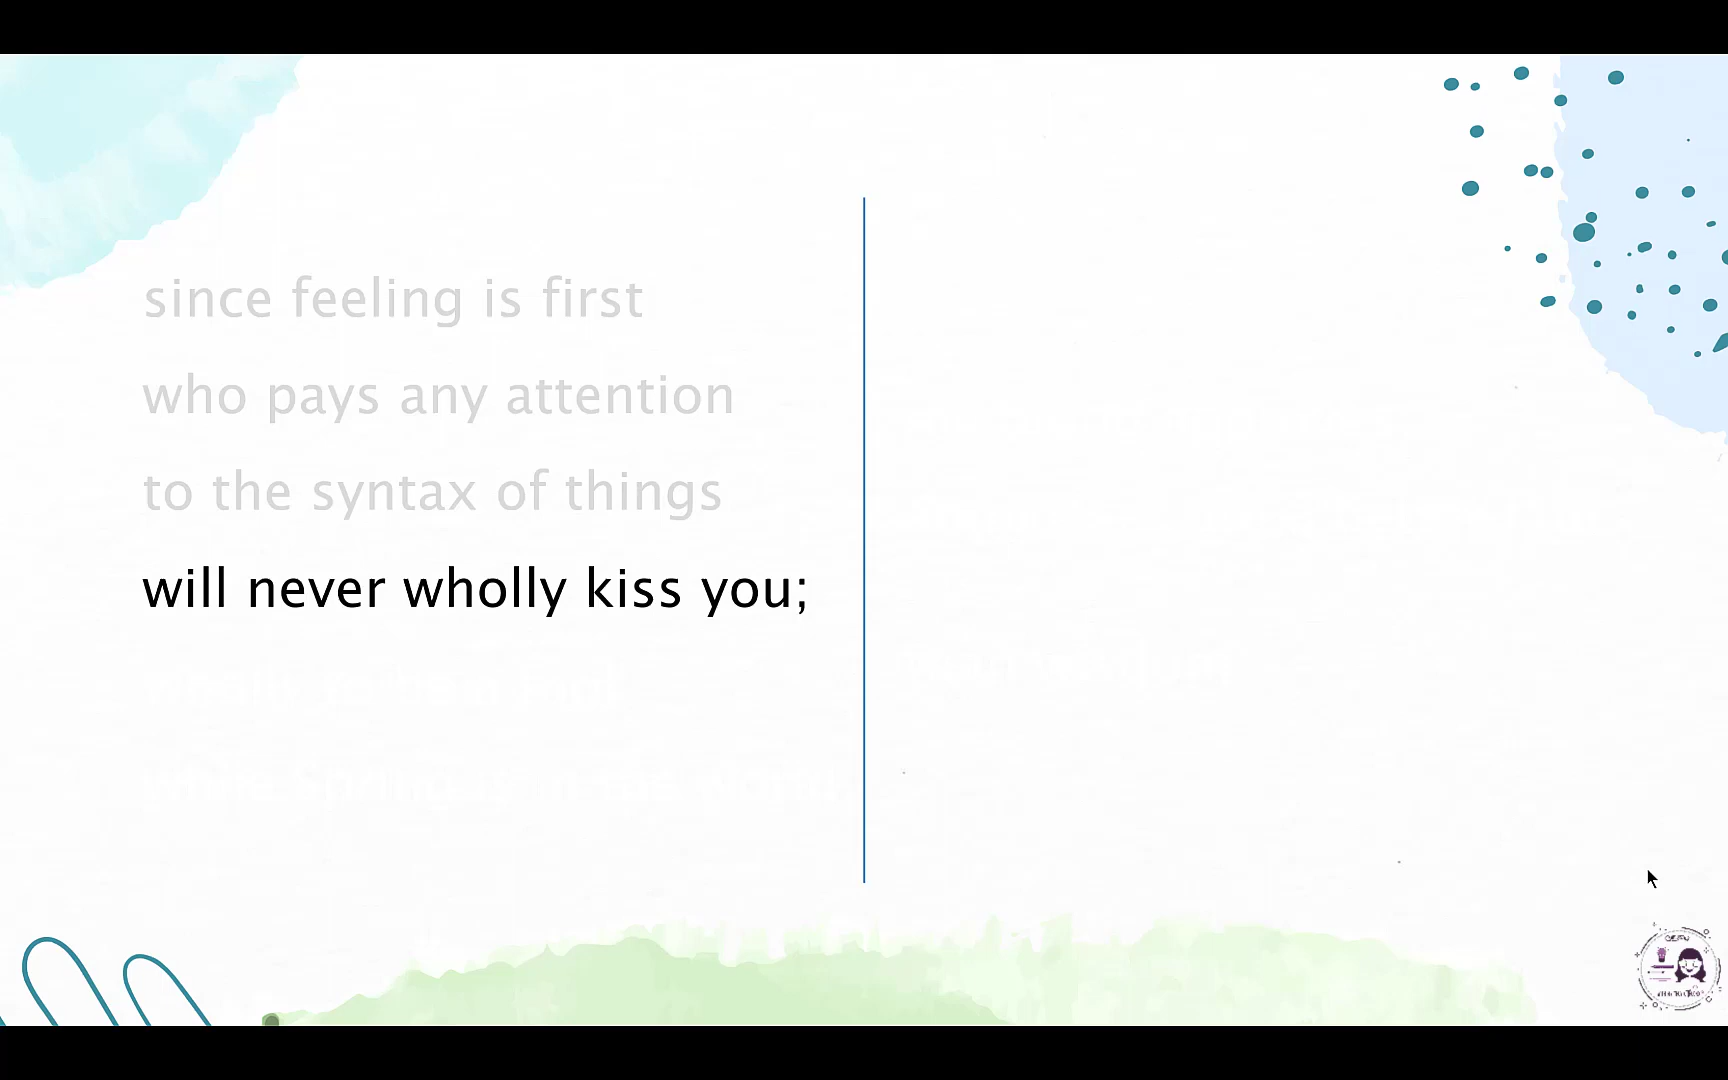 since feeling is first
who pays any attention
to the syntax of things
will never wholly kiss you;